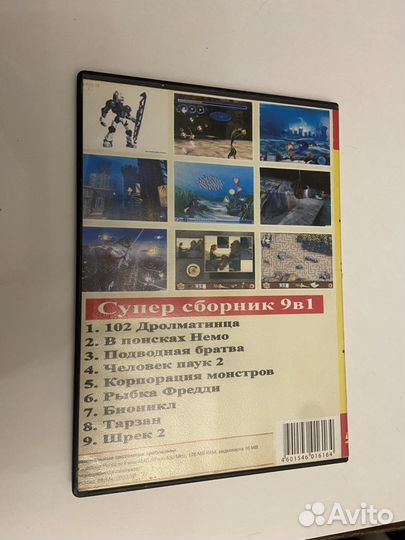 Супер сборник 9в1
1. 102 Дролматинца
2. В поисках Немо
3. Подводная братва
4. Человек паук 2
5. Корпорация монстров
6. Рыбка Фредди
7. Бионикл
8. Тарзан
9. Шрек 2
4601546016164
Avito